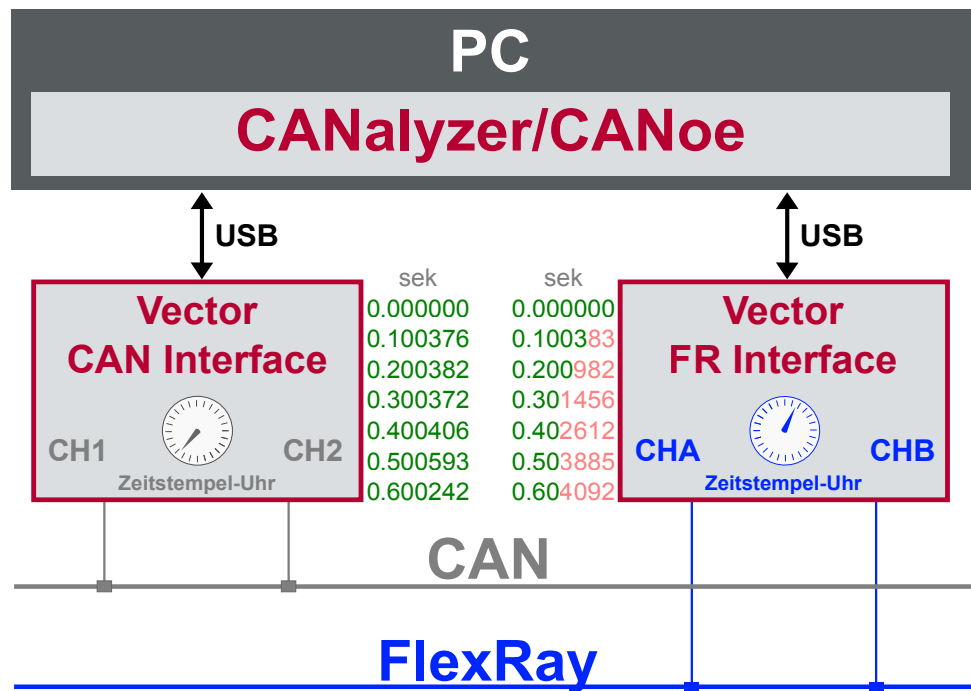 PC
CANalyzer/CANoe
USB
USB
Vector
CAN Interface
CH1
CH2
Zeitstempel-Uhr
sek
0.000000
0.100376
0.200382
0.300372
0.400406
0.500593
0.600242
sek
0.000000
0.100383
0.200982
0.301456
0.402612
0.503885
0.604092
Vector
FR Interface
CHA
CHB
Zeitstempel-Uhr
CAN
FlexRay